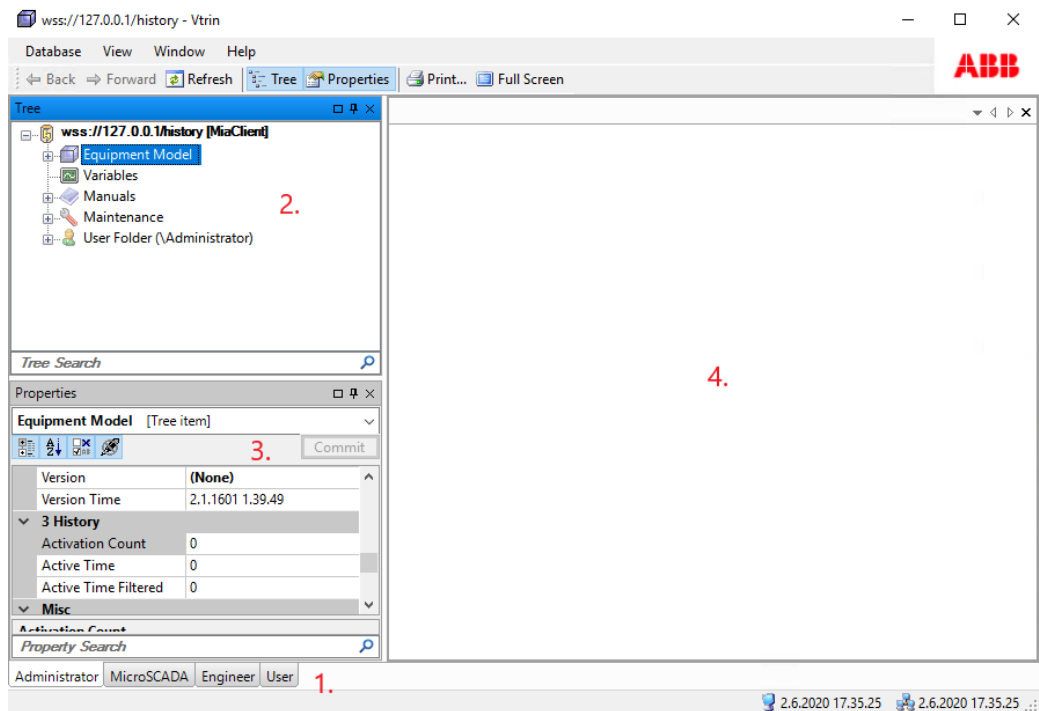 wss://127.0.0.1/history - Vtrin
Database View Window Help
Back Forward Refresh Tree Properties Print... Full Screen
ABB
Tree
wss://127.0.0.1/history [MiaClient]
Equipment Model
Variables
Manuals
Maintenance
User Folder (\Administrator)
2.
Tree Search
Properties
Equipment Model [Tree item]
3.
Commit
Version (None)
Version Time 2.1.1601 1.39.49
3 History
Activation Count 0
Active Time 0
Active Time Filtered 0
Misc
Activation Count
Property Search
4.
Administrator MicroSCADA Engineer User
1.
2.6.2020 17.35.25 2.6.2020 17.35.25